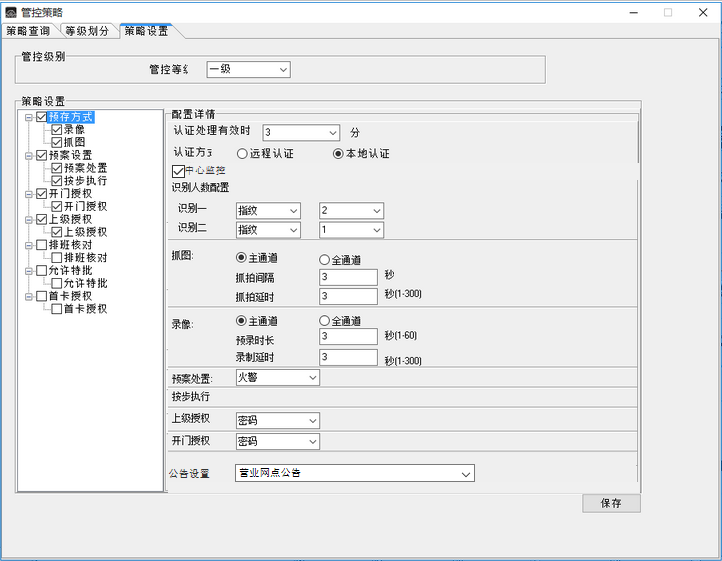 管控策略
策略查询 等级划分 策略设置
管控级别
管控等 一级
策略设置
预存方式
录像
抓图
预案设置
预案处置
按步执行
开门授权
开门授权
上级授权
上级授权
排班核对
排班核对
允许特批
允许特批
首卡授权
首卡授权
配置详情
认证处理有效时 3 分
认证方 远程认证 本地认证
中心监控
识别人数配置
识别一 指纹 2
识别二 指纹 1
抓图: 主通道 全通道
抓拍间隔 3 秒
抓拍延时 3 秒(1-300)
录像: 主通道 全通道
预录时长 3 秒(1-60)
录制延时 3 秒(1-300)
预案处置: 火警
按步执行
上级授权 密码
开门授权 密码
公告设置 营业网点公告
保存